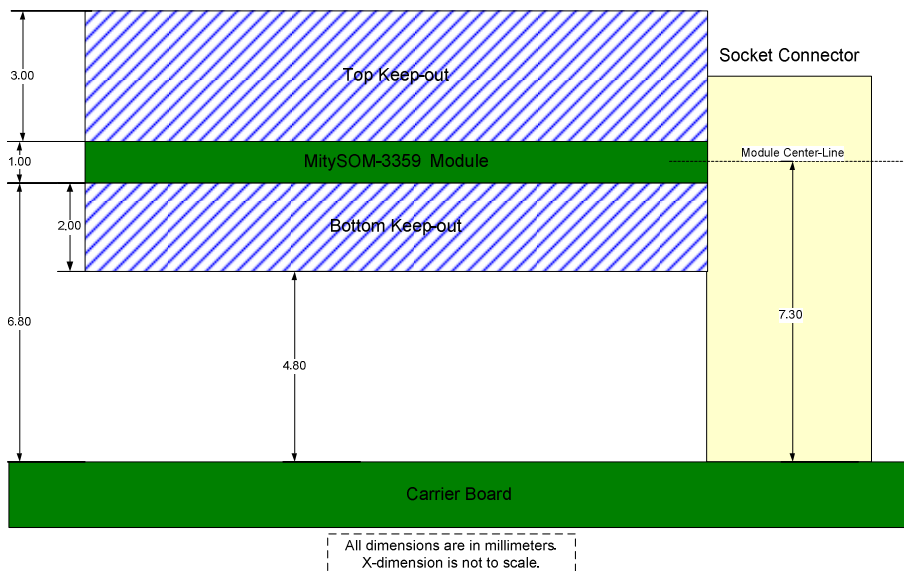 3.00
Top Keep-out
Socket Connector
1.00
MitySOM-3359 Module
Module Center-Line
2.00
Bottom Keep-out
6.80
7.30
4.80
Carrier Board
All dimensions are in millimeters.
X-dimension is not to scale.